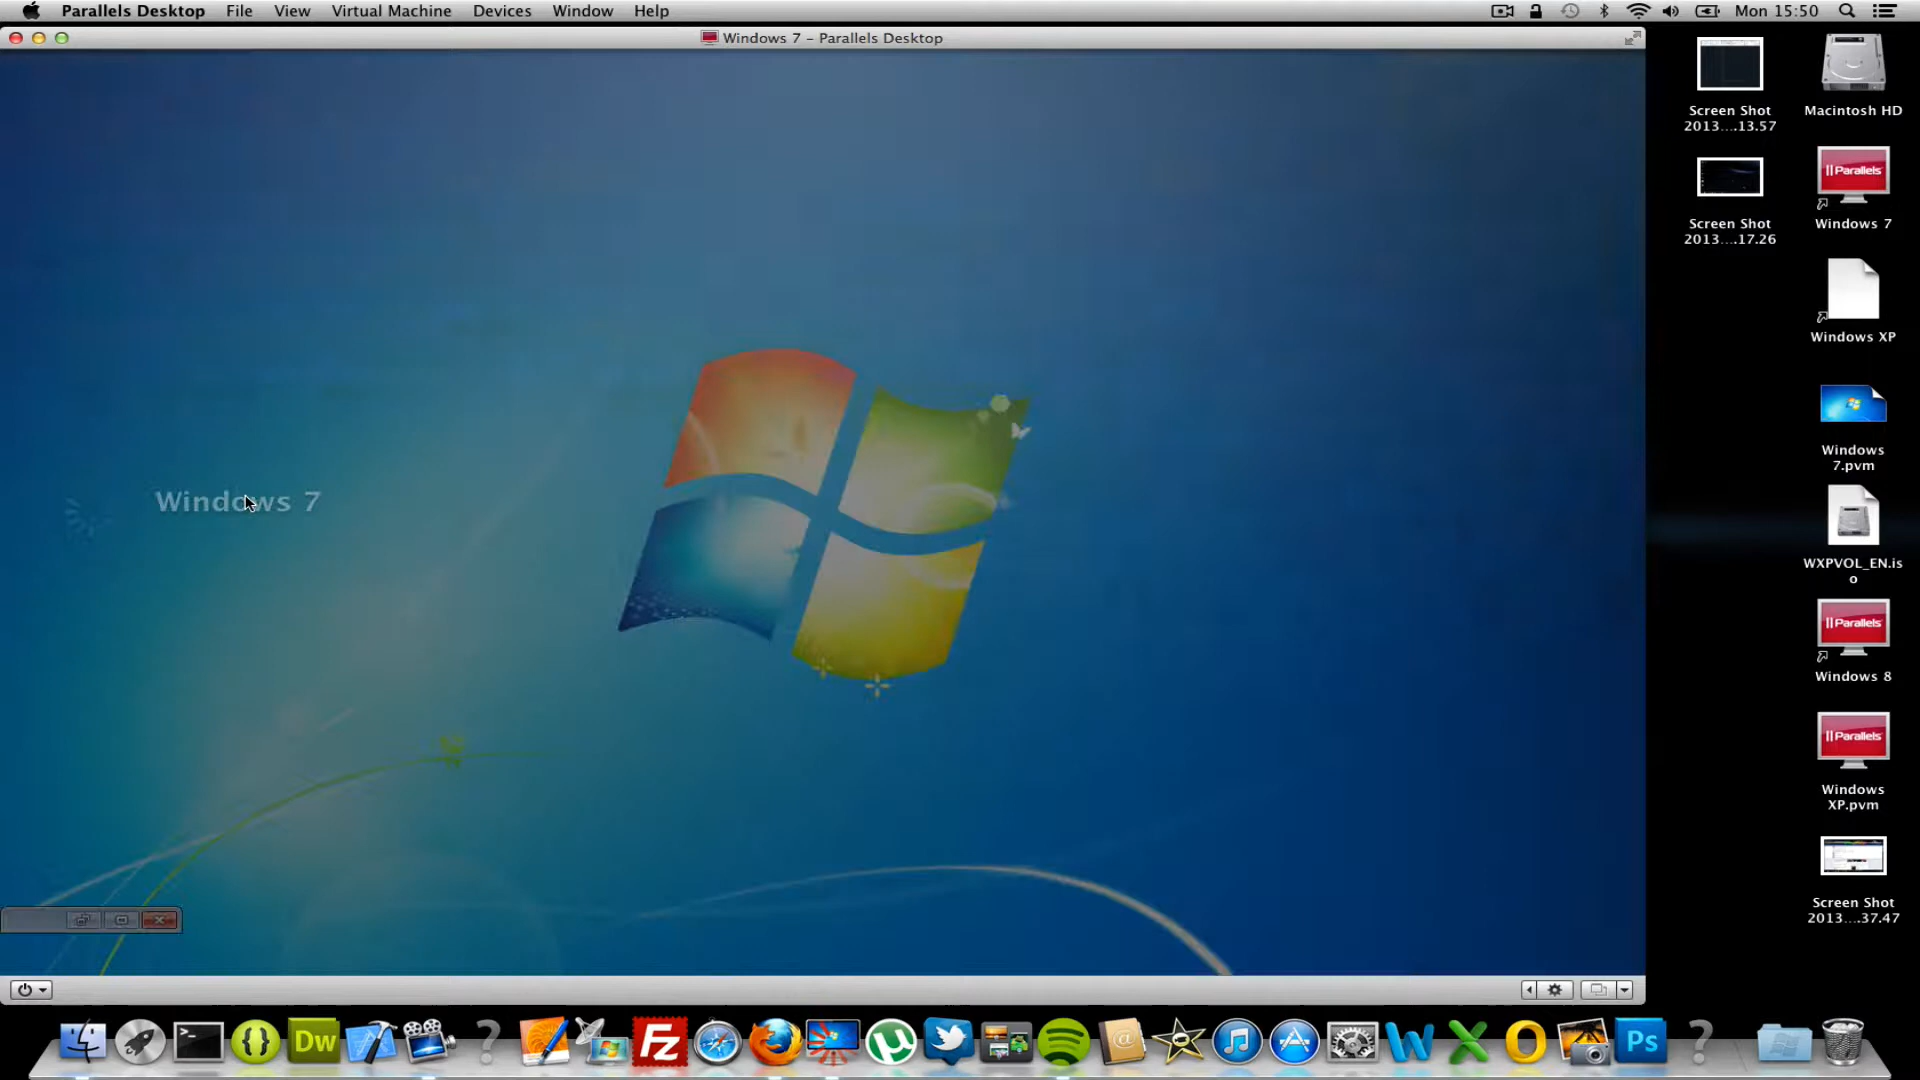 Parallels Desktop File View Virtual Machine Devices Window Help Mon 15:50
Windows 7 - Parallels Desktop
Screen Shot
2013....13.57
Macintosh HD
Screen Shot
2013....17.26
|| Parallels
Windows 7
Windows XP
Windows
7.pvm
WXPVOL_EN.is
o
|| Parallels
Windows 8
|| Parallels
Windows
XP.pvm
Screen Shot
2013....37.47
Windows 7
>_ {} Dw ? FZ @ W X O Ps ?